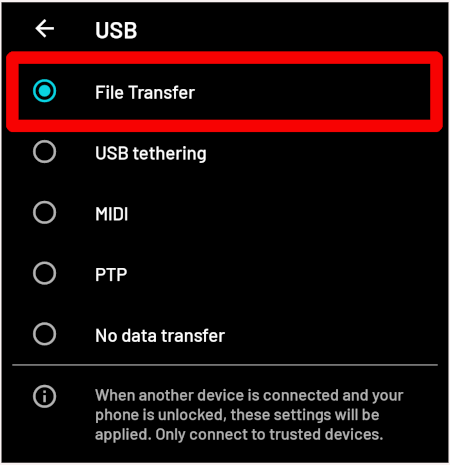 USB
File Transfer
USB tethering
MIDI
PTP
No data transfer
When another device is connected and your
phone is unlocked, these settings will be
applied. Only connect to trusted devices.